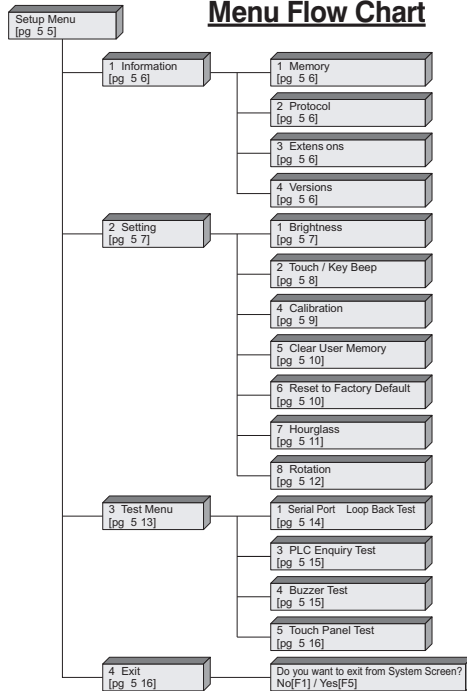 Menu Flow Chart
Setup Menu
[pg 5 5]
1 Information
[pg 5 6]
1 Memory
[pg 5 6]
2 Protocol
[pg 5 6]
3 Extens ons
[pg 5 6]
4 Versions
[pg 5 6]
2 Setting
[pg 5 7]
1 Brightness
[pg 5 7]
2 Touch / Key Beep
[pg 5 8]
4 Calibration
[pg 5 9]
5 Clear User Memory
[pg 5 10]
6 Reset to Factory Default
[pg 5 10]
7 Hourglass
[pg 5 11]
8 Rotation
[pg 5 12]
3 Test Menu
[pg 5 13]
1 Serial Port Loop Back Test
[pg 5 14]
3 PLC Enquiry Test
[pg 5 15]
4 Buzzer Test
[pg 5 15]
5 Touch Panel Test
[pg 5 16]
4 Exit
[pg 5 16]
Do you want to exit from System Screen?
No[F1] / Yes[F5]